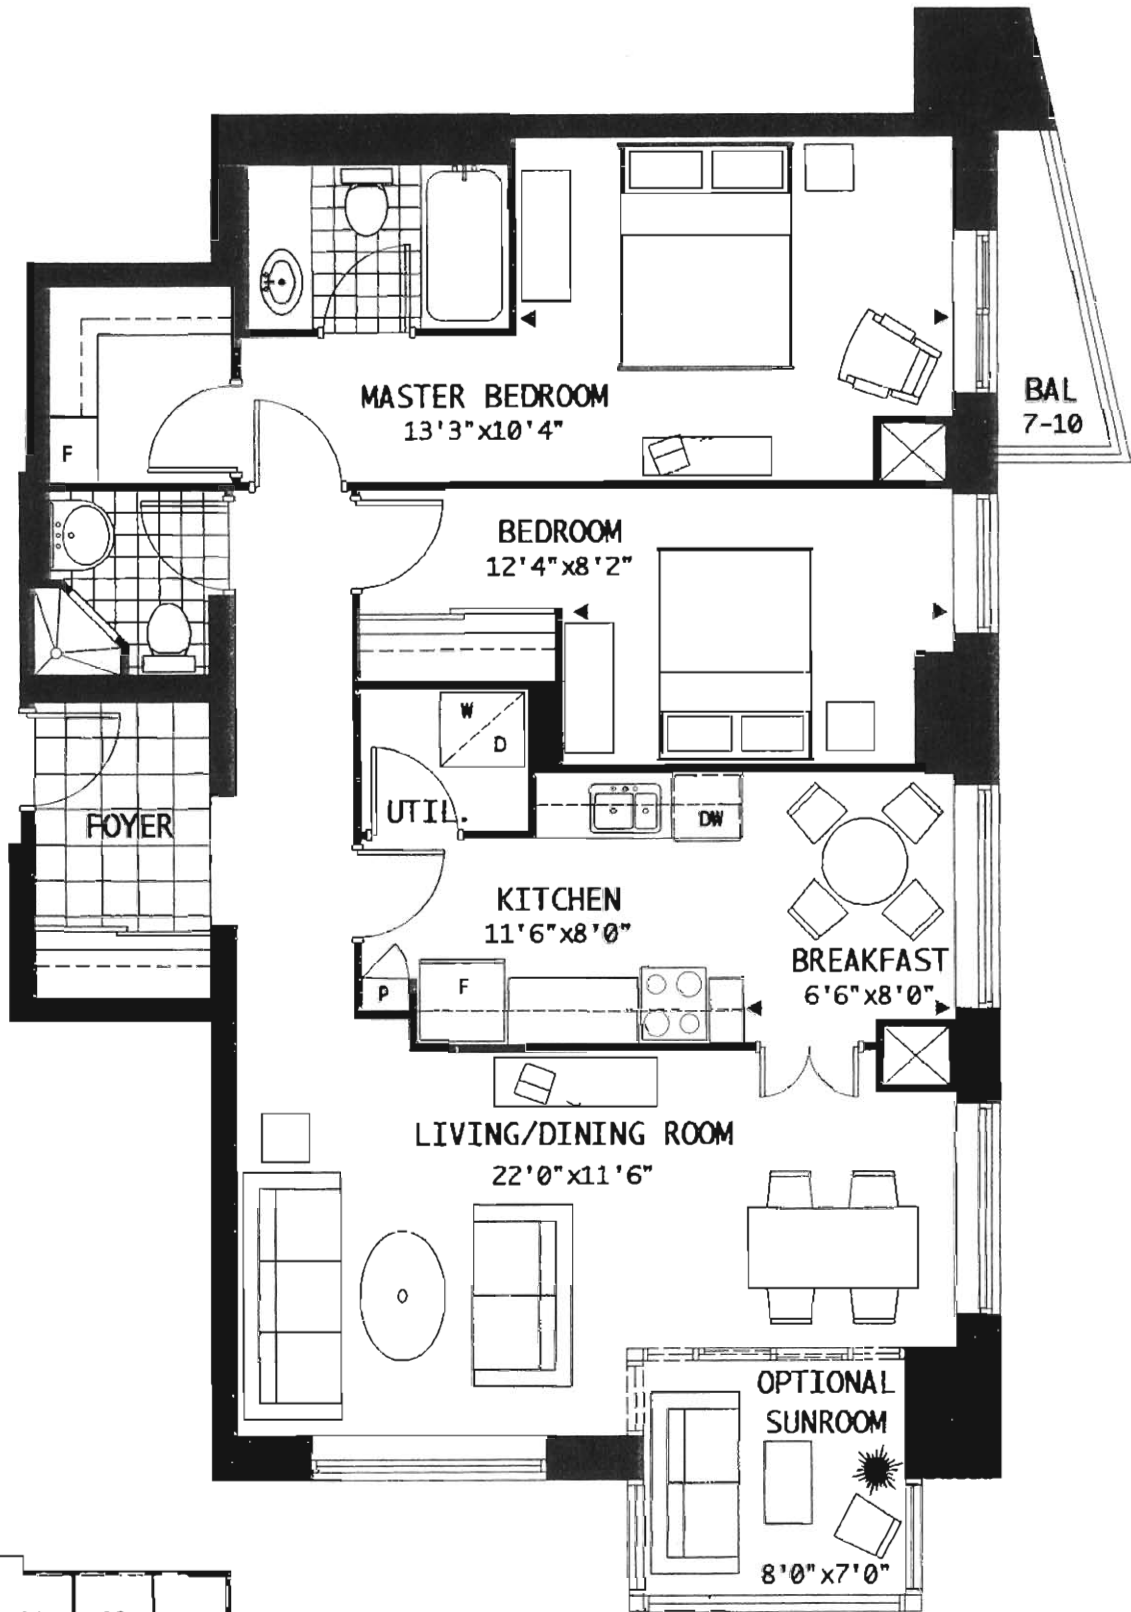 MASTER BEDROOM
13'3"x10'4"
BAL
7-10
F
BEDROOM
12'4"x8'2"
W
D
UTIL.
FOYER
DW
KITCHEN
11'6"x8'0"
BREAKFAST
6'6"x8'0"
P
F
LIVING/DINING ROOM
22'0"x11'6"
OPTIONAL
SUNROOM
8'0"x7'0"